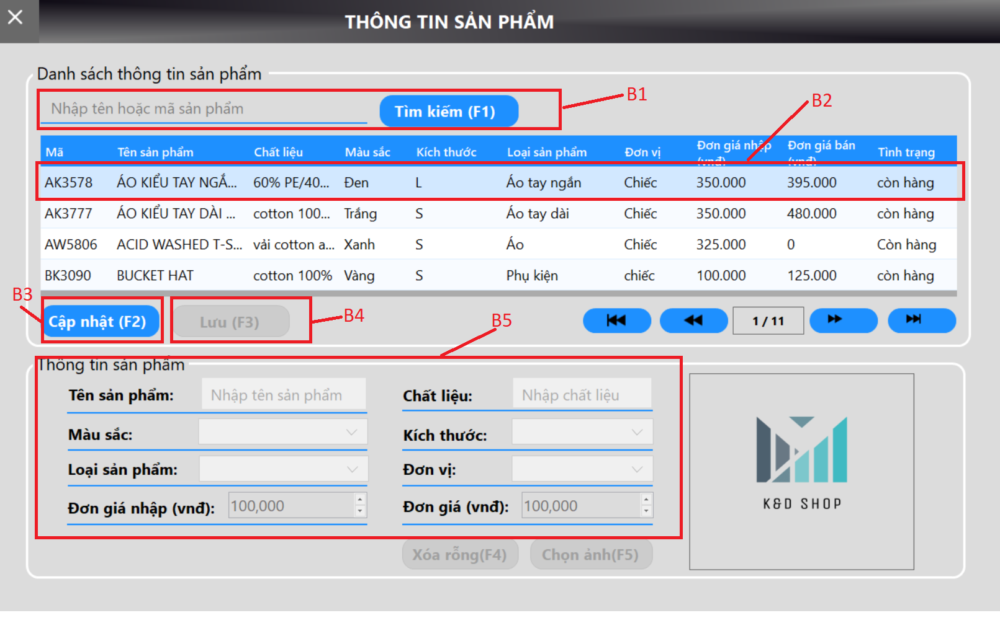 THÔNG TIN SẢN PHẨM
Danh sách thông tin sản phẩm
Nhập tên hoặc mã sản phẩm
Tìm kiếm (F1)
B1
B2
Mã Tên sản phẩm Chất liệu Màu sắc Kích thước Loại sản phẩm Đơn vị Đơn giá nhập (vnđ) Đơn giá bán (vnđ) Tình trạng
AK3578 ÁO KIỂU TAY NGẮ... 60% PE/40... Đen L Áo tay ngắn Chiếc 350.000 395.000 còn hàng
AK3777 ÁO KIỂU TAY DÀI ... cotton 100... Trắng S Áo tay dài Chiếc 350.000 480.000 còn hàng
AW5806 ACID WASHED T-S... vải cotton a... Xanh S Áo Chiếc 325.000 0 Còn hàng
BK3090 BUCKET HAT cotton 100% Vàng S Phụ kiện chiếc 100.000 125.000 còn hàng
B3
Cập nhật (F2)
Lưu (F3)
B4
B5
1 / 11
Thông tin sản phẩm
Tên sản phẩm: Nhập tên sản phẩm Chất liệu: Nhập chất liệu
Màu sắc: Kích thước:
Loại sản phẩm: Đơn vị:
Đơn giá nhập (vnđ): 100,000 Đơn giá (vnđ): 100,000
Xóa rỗng(F4) Chọn ảnh(F5)
K&D SHOP